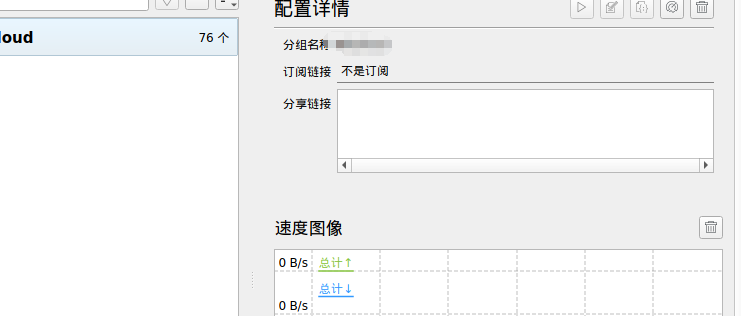 配置详情
loud 76 个
分组名称
订阅链接 不是订阅
分享链接
速度图像
0 B/s 总计↑
总计↓
0 B/s